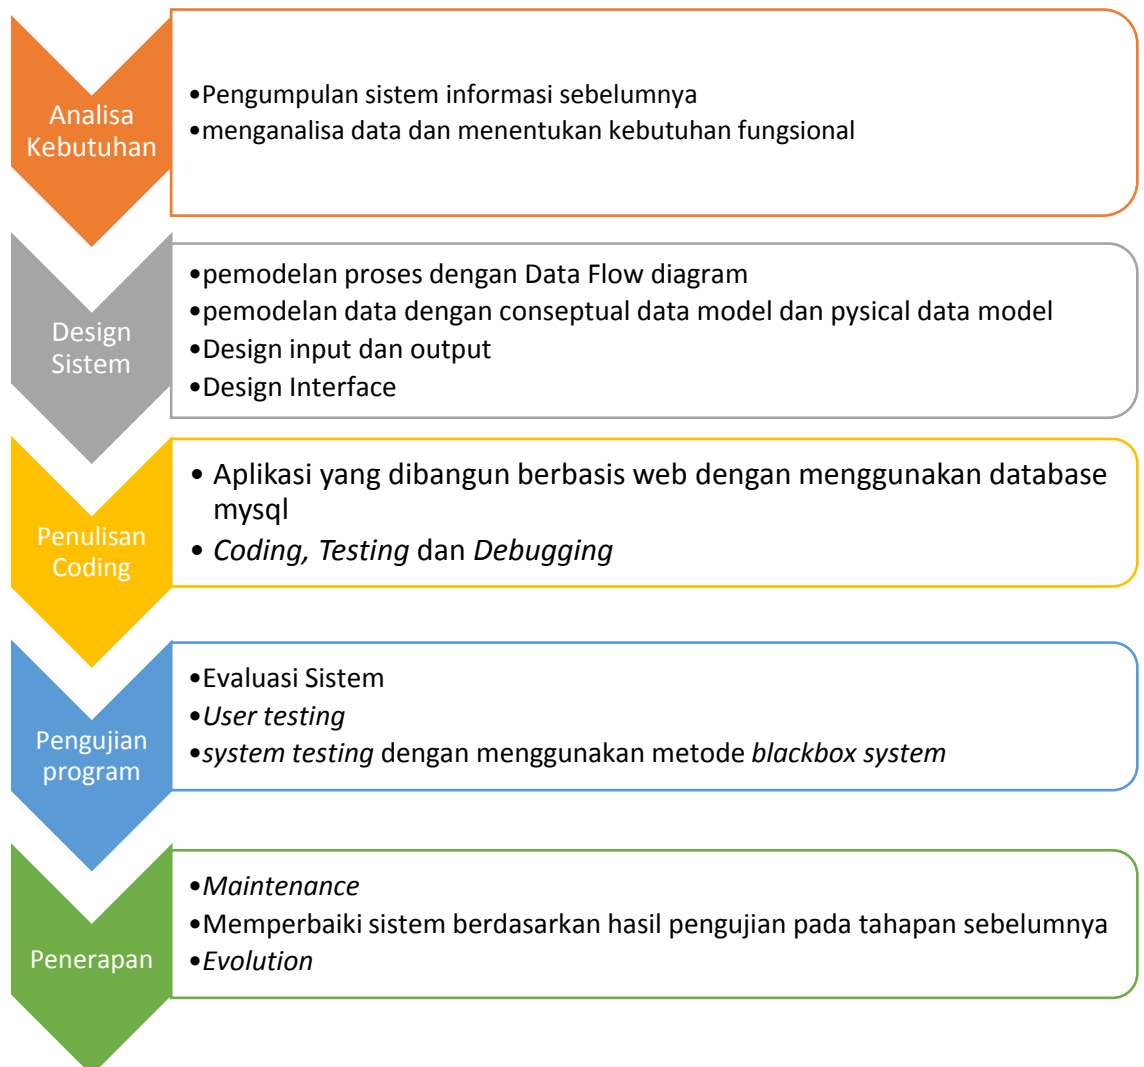 Analisa
Kebutuhan
•Pengumpulan sistem informasi sebelumnya
•menganalisa data dan menentukan kebutuhan fungsional
Design
Sistem
•pemodelan proses dengan Data Flow diagram
•pemodelan data dengan conseptual data model dan pysical data model
•Design input dan output
•Design Interface
Penulisan
Coding
• Aplikasi yang dibangun berbasis web dengan menggunakan database
mysql
• Coding, Testing dan Debugging
Pengujian
program
•Evaluasi Sistem
•User testing
•system testing dengan menggunakan metode blackbox system
Penerapan
•Maintenance
•Memperbaiki sistem berdasarkan hasil pengujian pada tahapan sebelumnya
•Evolution